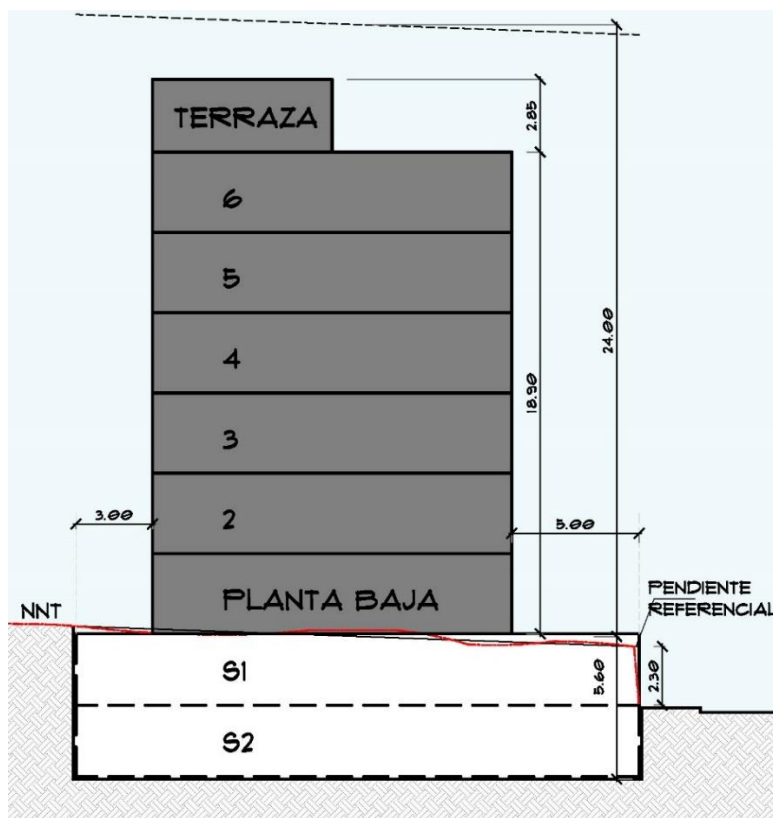 TERRAZA
2.85
6
5
24.00
4
18.90
3
3.00
2
5.00
PLANTA BAJA
PENDIENTE
REFERENCIAL
NNT
S1
5.60
2.30
S2